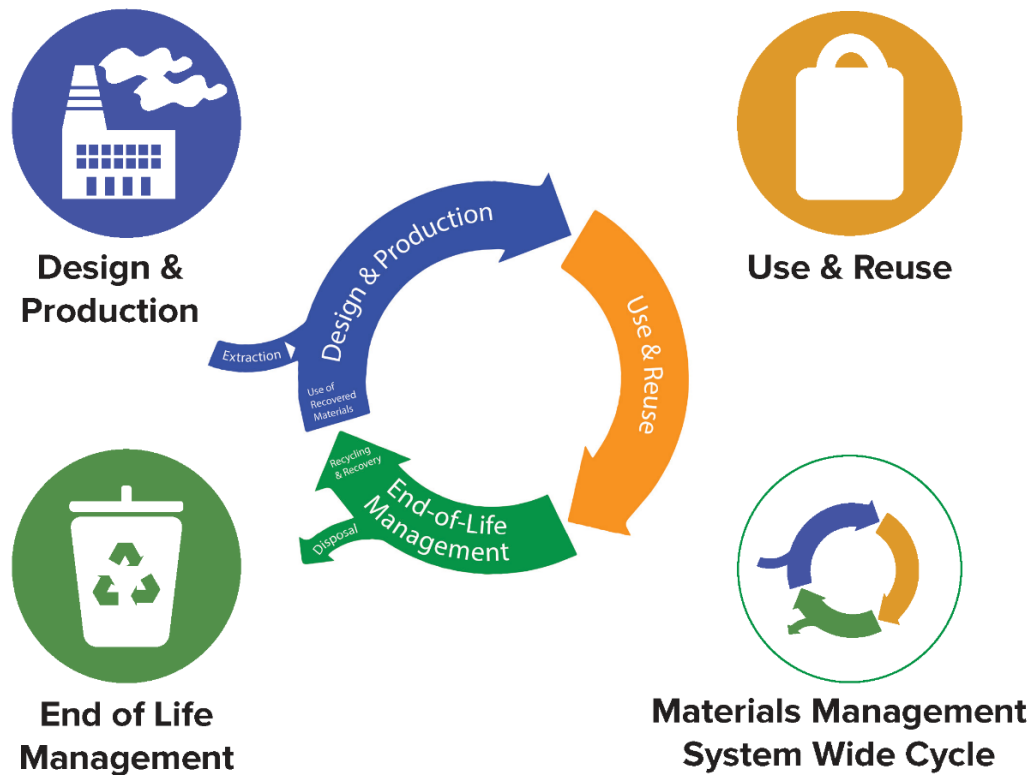 Design &
Production
Use & Reuse
Design & Production
Extraction
Use of
Recovered
Materials
Use & Reuse
Recycling
& Recovery
End-of-Life
Management
Disposal
End of Life
Management
Materials Management
System Wide Cycle